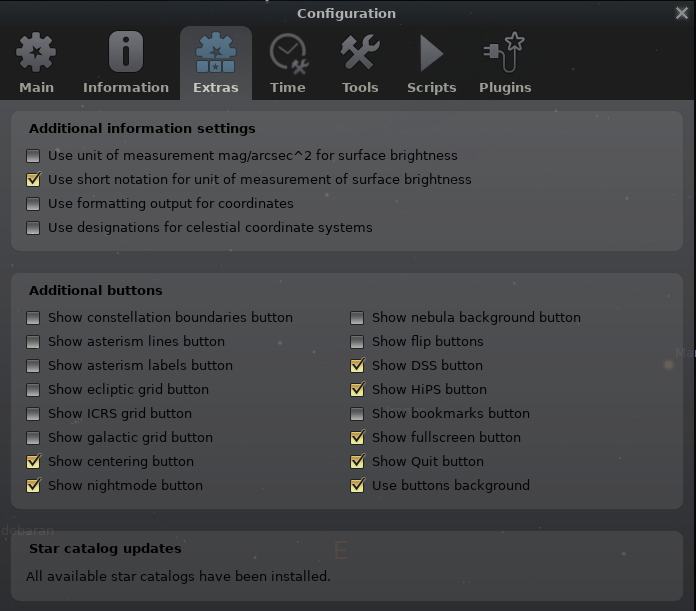 Configuration
Main Information Extras Time Tools Scripts Plugins
Additional information settings
Use unit of measurement mag/arcsec^2 for surface brightness
Use short notation for unit of measurement of surface brightness
Use formatting output for coordinates
Use designations for celestial coordinate systems
Additional buttons
Show constellation boundaries button
Show asterism lines button
Show asterism labels button
Show ecliptic grid button
Show ICRS grid button
Show galactic grid button
Show centering button
Show nightmode button
Show nebula background button
Show flip buttons
Show DSS button
Show HiPS button
Show bookmarks button
Show fullscreen button
Show Quit button
Use buttons background
Ma
debaran
E
Star catalog updates
All available star catalogs have been installed.